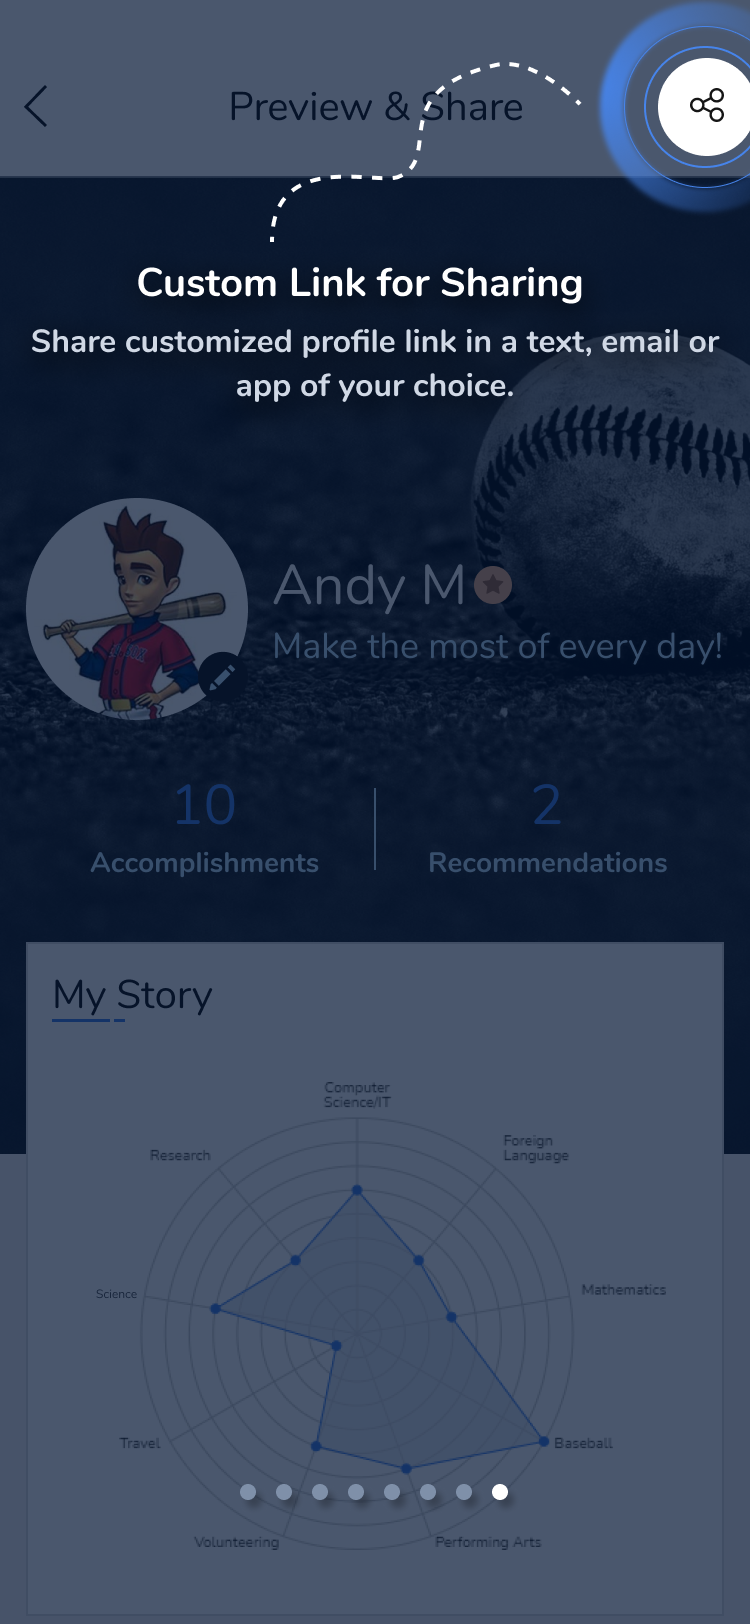 Preview & Share
Custom Link for Sharing
Share customized profile link in a text, email or
app of your choice.
Andy M
Make the most of every day!
10
Accomplishments
2
Recommendations
My Story
Computer
Science/IT
Foreign
Language
Research
Mathematics
Science
Travel
Baseball
Volunteering
Performing Arts